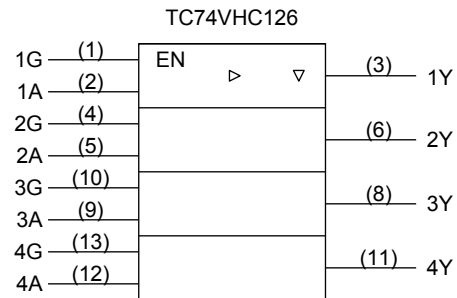 TC74VHC126
1G (1) EN (3) 1Y
1A (2)
2G (4) (6) 2Y
2A (5)
3G (10) (8) 3Y
3A (9)
4G (13) (11) 4Y
4A (12)